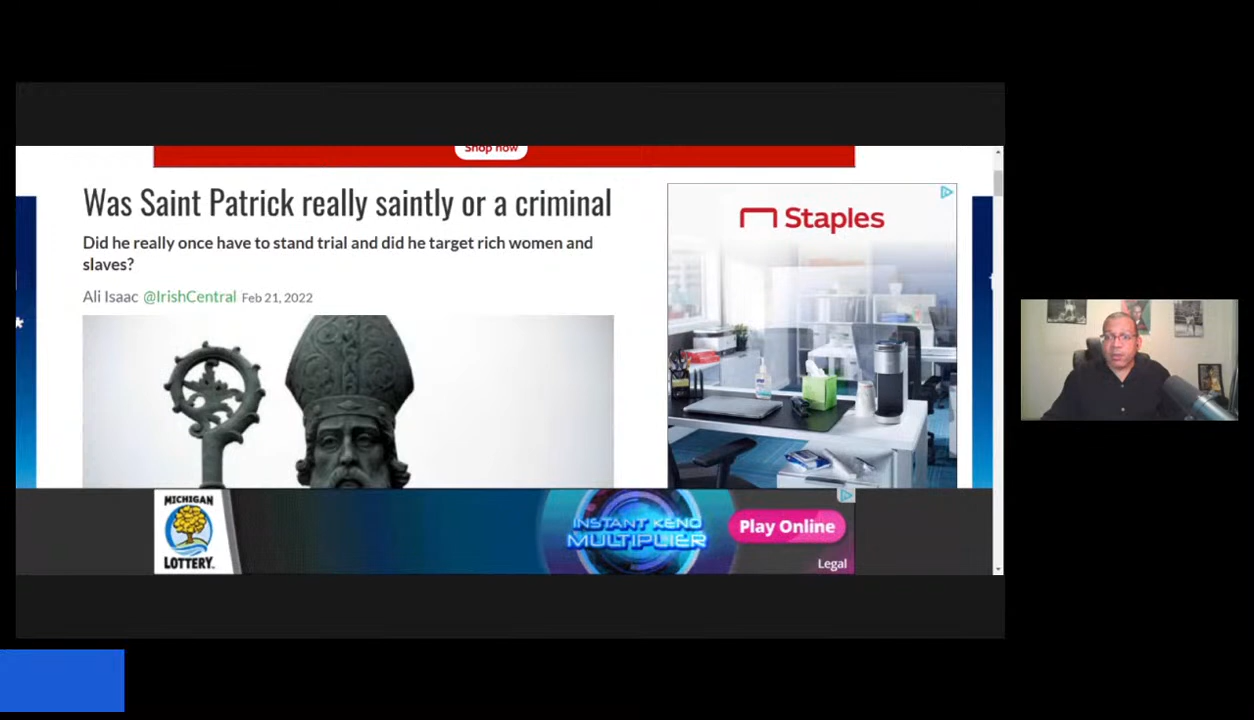 Shop now
Was Saint Patrick really saintly or a criminal
Did he really once have to stand trial and did he target rich women and
slaves?
Ali Isaac @IrishCentral Feb 21, 2022
Staples
*
MICHIGAN
LOTTERY
INSTANT KENO
MULTIPLIER
Play Online
Legal